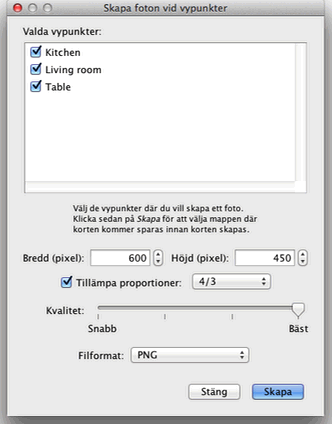 Skapa foton vid vypunkter
Valda vypunkter:
Kitchen
Living room
Table
Välj de vypunkter där du vill skapa ett foto.
Klicka sedan på Skapa för att välja mappen där
korten kommer sparas innan korten skapas.
Bredd (pixel): 600 Höjd (pixel): 450
Tillämpa proportioner: 4/3
Kvalitet:
Snabb Bäst
Filformat: PNG
Stäng Skapa